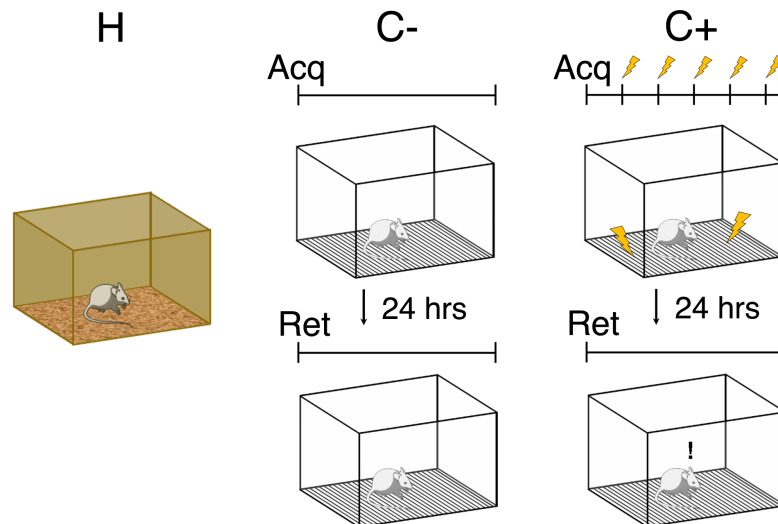 H
C-
C+
Acq
Acq
24 hrs
24 hrs
Ret
Ret
!